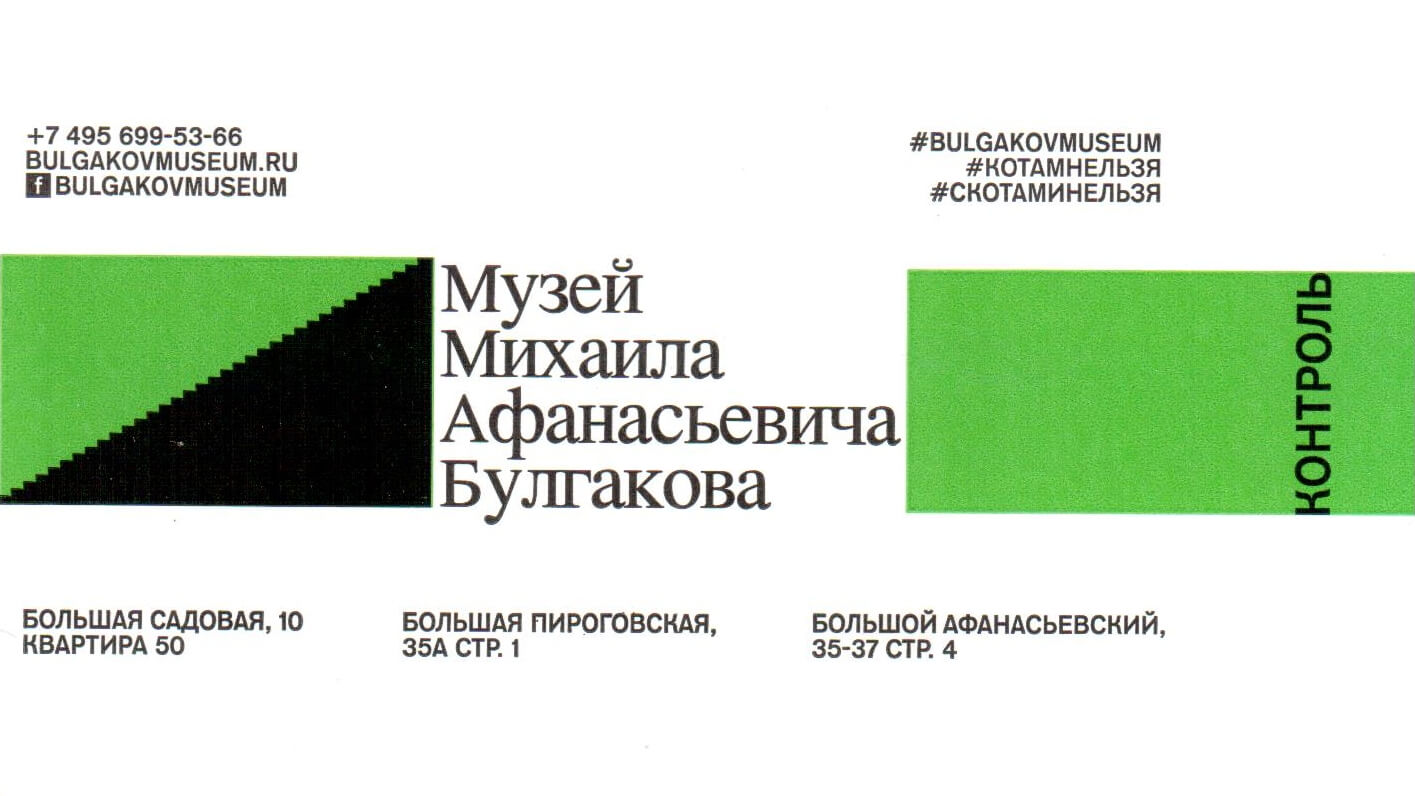 +7 495 699-53-66
BULGAKOVMUSEUM.RU
f BULGAKOVMUSEUM
#BULGAKOVMUSEUM
#КОТАМНЕЛЬЗЯ
#СКОТАМИНЕЛЬЗЯ
Музей
Михаила
Афанасьевича
Булгакова
КОНТРОЛЬ
БОЛЬШАЯ САДОВАЯ, 10
КВАРТИРА 50
БОЛЬШАЯ ПИРОГОВСКАЯ,
35А СТР. 1
БОЛЬШОЙ АФАНАСЬЕВСКИЙ,
35-37 СТР. 4